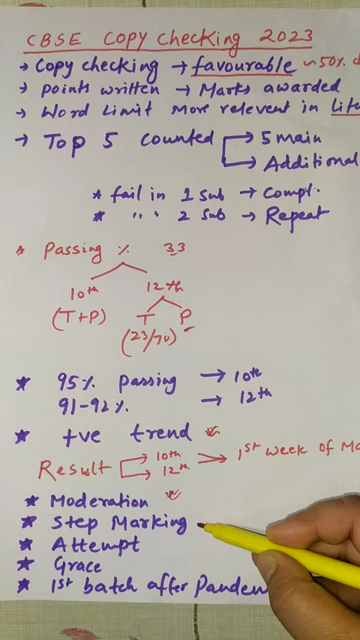 CBSE COPY CHECKING 2023
→ Copy checking → favourable ~50%
→ points written → Marks awarded
→ Word Limit More relevent in
→ Top 5 counted → 5 main
→ Additional
* fail in 1 sub → Compt.
* " " 2 sub → Repeat
* Passing % 33
10th 12th
(T+P) T P
(23/70)
* 95% passing → 10th
91-92% → 12th
* +ve trend
Result → 10th → 12th 1st week of
* Moderation
* Step Marking
* Attempt
* Grace
* 1st batch after